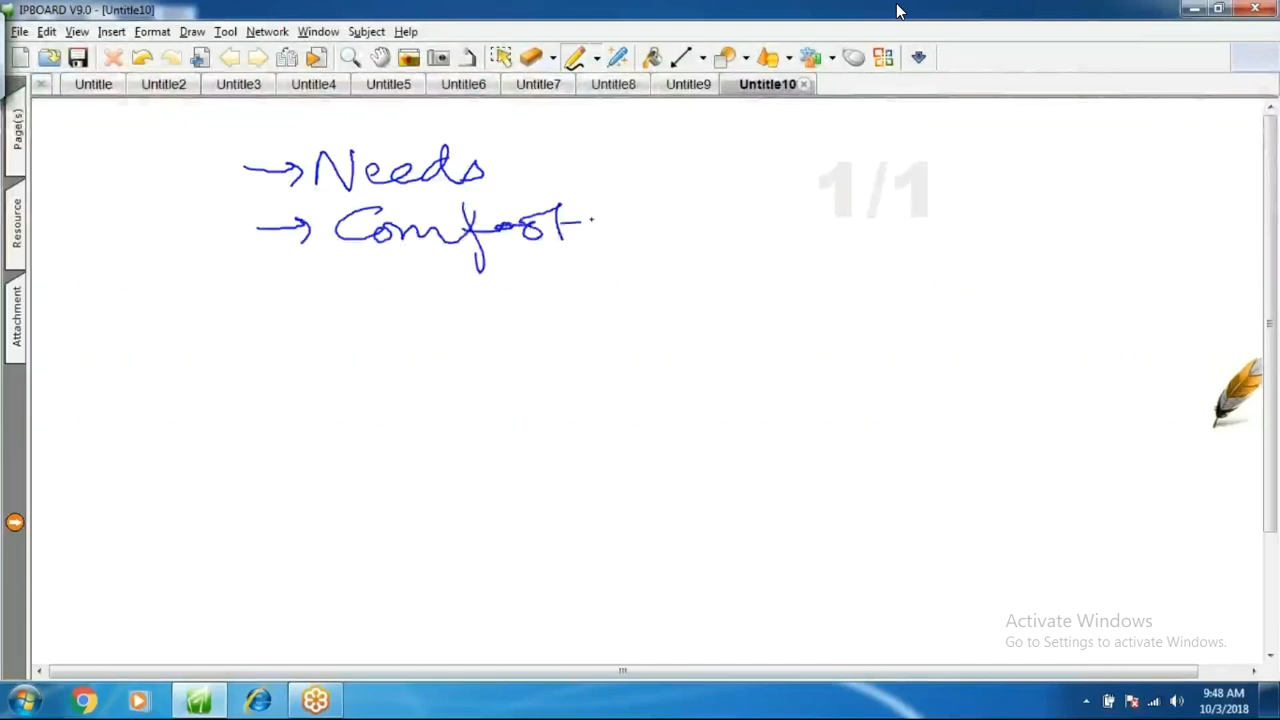 IPBOARD V9.0 - [Untitle10]
File Edit View Insert Format Draw Tool Network Window Subject Help
Untitle Untitle2 Untitle3 Untitle4 Untitle5 Untitle6 Untitle7 Untitle8 Untitle9 Untitle10
Page(s)
Resource
Attachment
1/1
→ Needs
→ Comfort
Activate Windows
Go to Settings to activate Windows.
9:48 AM
10/3/2018